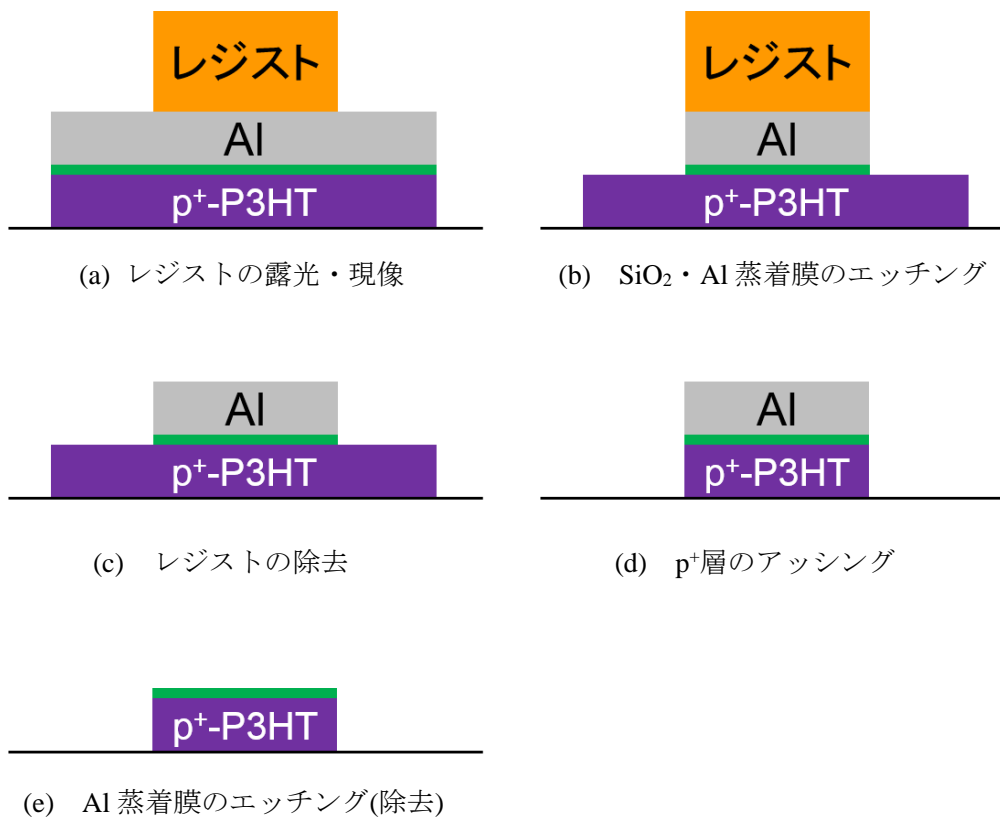 レジスト
Al
p⁺-P3HT
(a) レジストの露光・現像
レジスト
Al
p⁺-P3HT
(b) SiO₂・Al 蒸着膜のエッチング
Al
p⁺-P3HT
(c) レジストの除去
Al
p⁺-P3HT
(d) p⁺層のアッシング
p⁺-P3HT
(e) Al 蒸着膜のエッチング(除去)